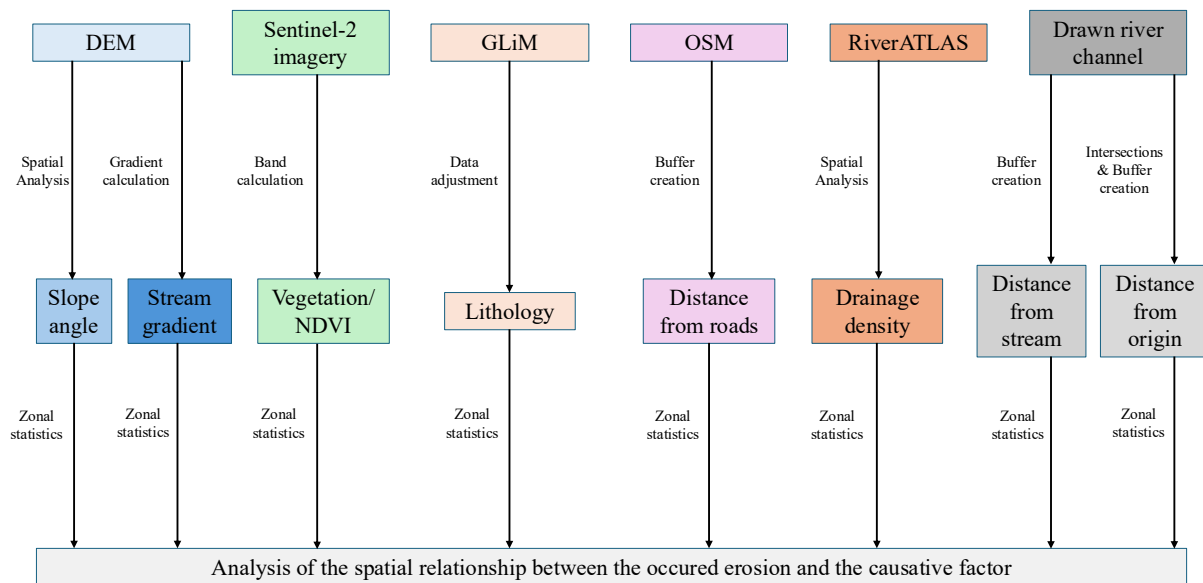 DEM
Sentinel-2
imagery
GLiM
OSM
RiverATLAS
Drawn river
channel
Spatial
Analysis
Gradient
calculation
Band
calculation
Data
adjustment
Buffer
creation
Spatial
Analysis
Buffer
creation
Intersections
& Buffer
creation
Slope
angle
Stream
gradient
Vegetation/
NDVI
Lithology
Distance
from roads
Drainage
density
Distance
from
stream
Distance
from
origin
Zonal
statistics
Zonal
statistics
Zonal
statistics
Zonal
statistics
Zonal
statistics
Zonal
statistics
Zonal
statistics
Zonal
statistics
Analysis of the spatial relationship between the occured erosion and the causative factor